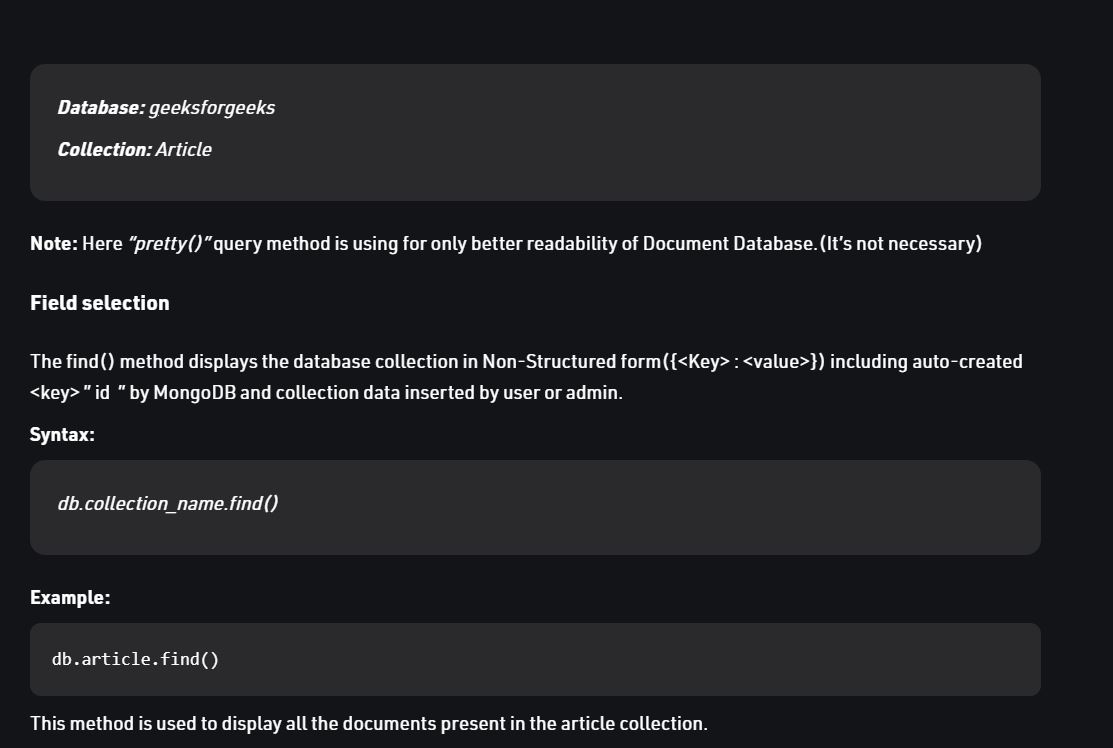 Database: geeksforgeeks
Collection: Article
Note: Here “pretty()” query method is using for only better readability of Document Database.(It’s not necessary)
Field selection
The find() method displays the database collection in Non-Structured form({<Key> : <value>}) including auto-created
<key> ” id  ” by MongoDB and collection data inserted by user or admin.
Syntax:
db.collection_name.find()
Example:
db.article.find()
This method is used to display all the documents present in the article collection.